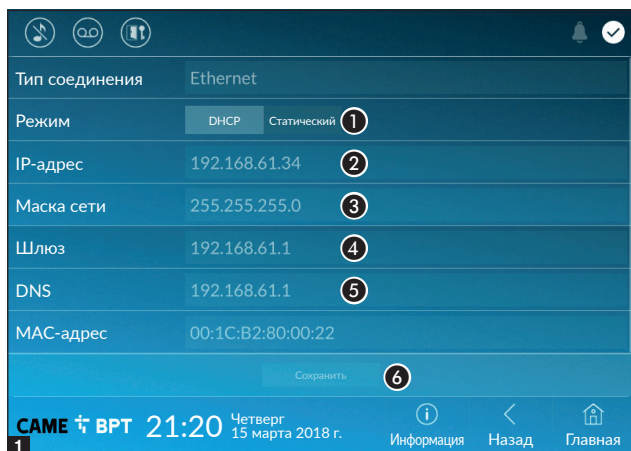 Тип соединения Ethernet
Режим DHCP Статический 1
IP-адрес 192.168.61.34 2
Маска сети 255.255.255.0 3
Шлюз 192.168.61.1 4
DNS 192.168.61.1 5
MAC-адрес 00:1C:B2:80:00:22
Сохранить 6
CAME BPT 21:20 Четверг
15 марта 2018 г.
Информация Назад Главная
1